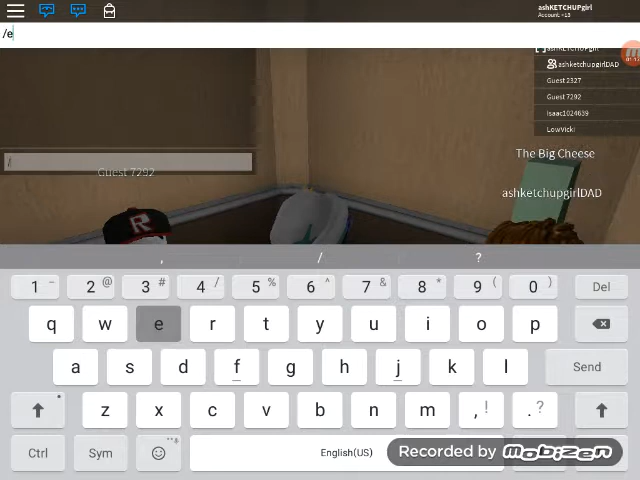 ashKETCHUPgirl
Account: <13
/e
ashKETCHUPgirl
ashketchupgirlDAD
Guest 2327
Guest 7292
Isaac1024639
LowVicki
/
Guest 7292
The Big Cheese
ashketchupgirlDAD
, / ?
1 _ 2 @ 3 # 4 / 5 % 6 ^ 7 & 8 * 9 ( 0 ) Del
q w e r t y u i o p
a s d f g h j k l Send
z x c v b n m , ! . ?
Ctrl Sym English(US)
Recorded by mobizen